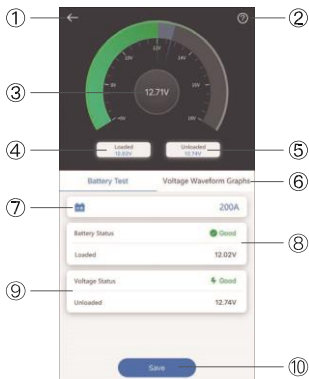 ①
②
③
④
⑤
⑥
⑦
⑧
⑨
⑩
12.71V
Loaded
12.02V
Unloaded
12.74V
Battery Test
Voltage Waveform Graphs
200A
Battery Status
Good
Loaded
12.02V
Voltage Status
Good
Unloaded
12.74V
Save